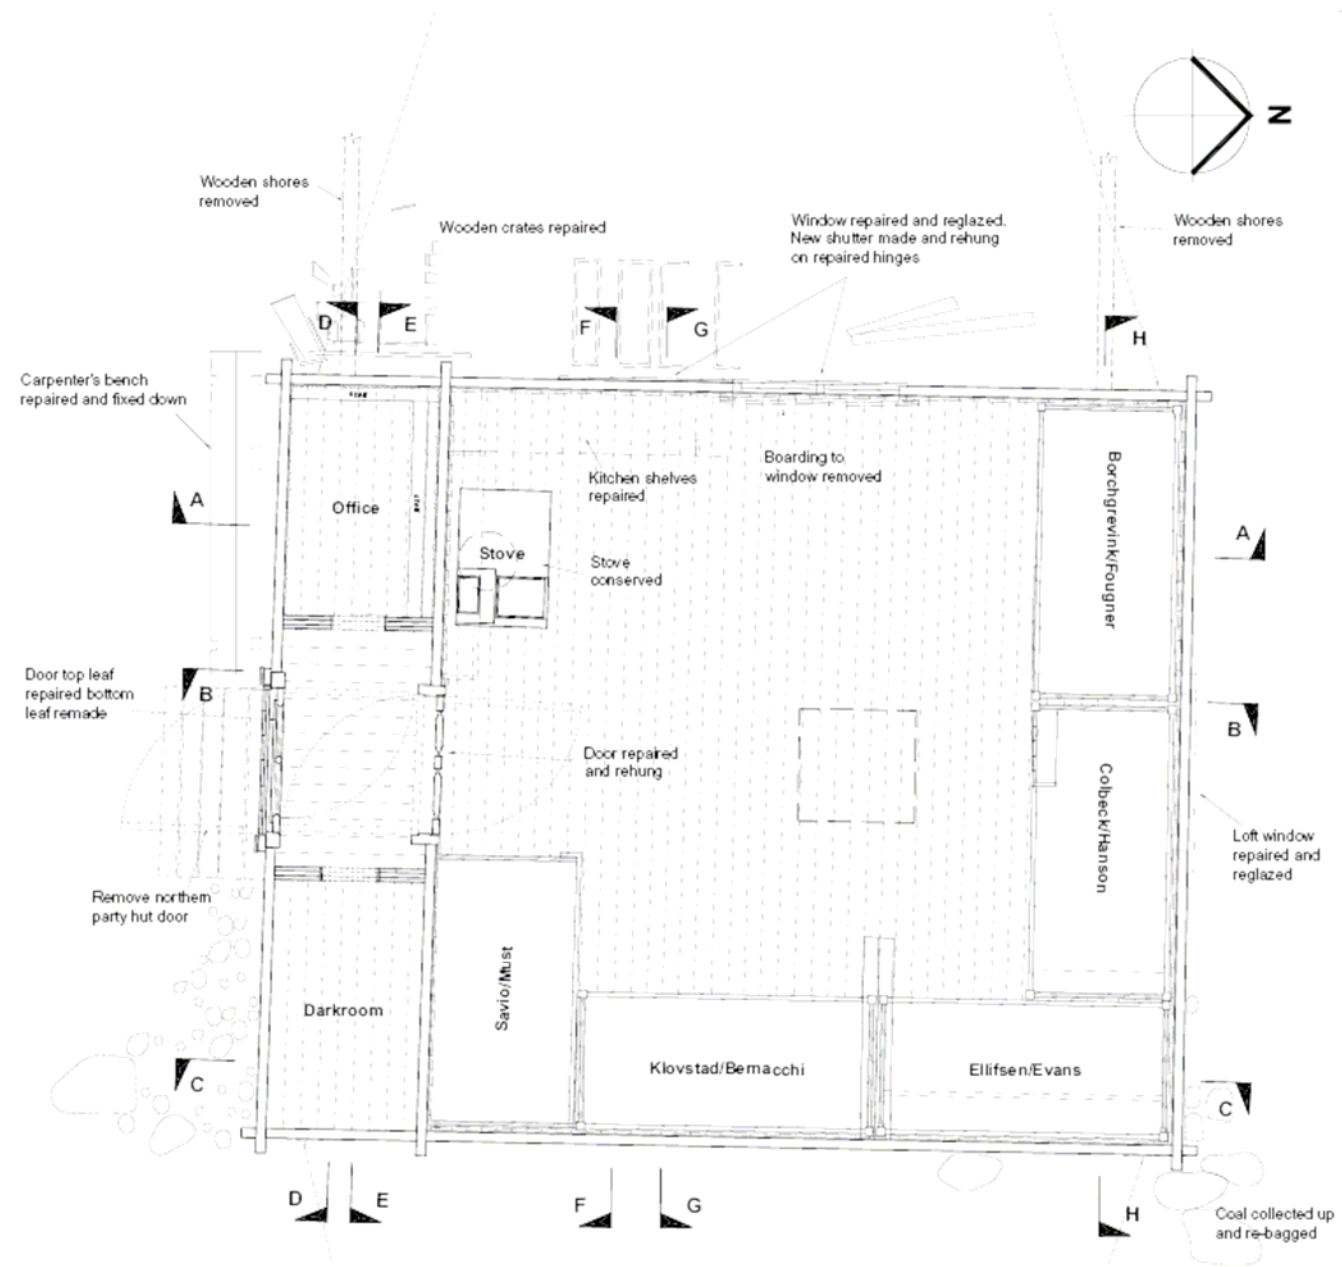 N
Wooden shores
removed
Wooden crates repaired
Window repaired and reglazed.
New shutter made and rehung
on repaired hinges
Wooden shores
removed
D
E
F
G
H
Carpenter's bench
repaired and fixed down
Kitchen shelves
repaired
Boarding to
window removed
A
Office
Stove
Stove
conserved
Borchgrevink/Fougner
A
Door top leaf
repaired bottom
leaf remade
B
Door repaired
and rehung
B
Colbeck/Hanson
Loft window
repaired and
reglazed
Remove northern
party hut door
Darkroom
Savio/Must
Klovstad/Bernacchi
Ellifsen/Evans
C
C
D
E
F
G
H
Coal collected up
and re-bagged